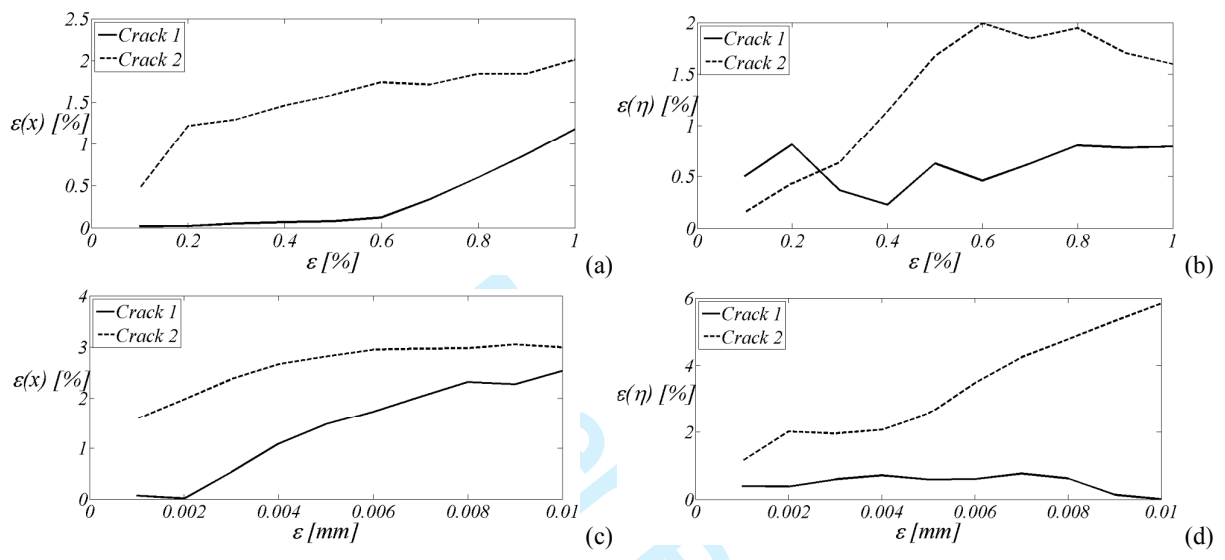 2.5
2
1.5
ε(x) [%]
1
0.5
0
Crack 1
Crack 2
0 0.2 0.4 0.6 0.8 1
ε [%]
(a)
2
1.5
ε(η) [%]
1
0.5
0
Crack 1
Crack 2
0 0.2 0.4 0.6 0.8 1
ε [%]
(b)
4
3
ε(x) [%]
2
1
0
Crack 1
Crack 2
0 0.002 0.004 0.006 0.008 0.01
ε [mm]
(c)
6
4
ε(η) [%]
2
0
Crack 1
Crack 2
0 0.002 0.004 0.006 0.008 0.01
ε [mm]
(d)